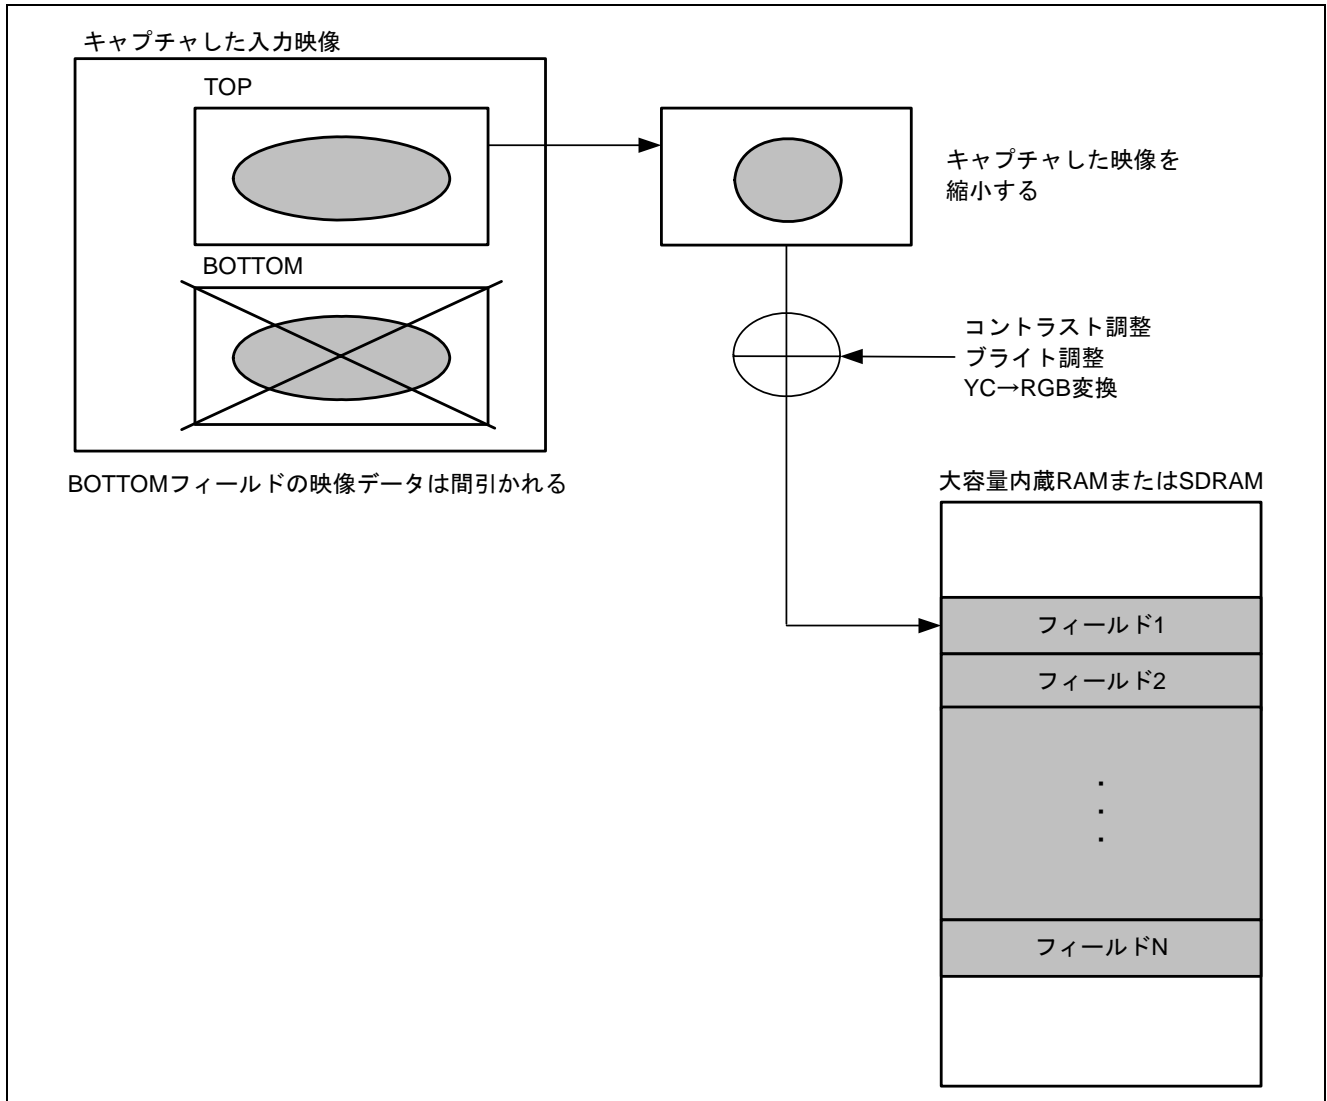 キャプチャした入力映像
TOP
BOTTOM
BOTTOMフィールドの映像データは間引かれる
キャプチャした映像を
縮小する
コントラスト調整
ブライト調整
YC→RGB変換
大容量内蔵RAMまたはSDRAM
フィールド1
フィールド2
・
・
・
フィールドN